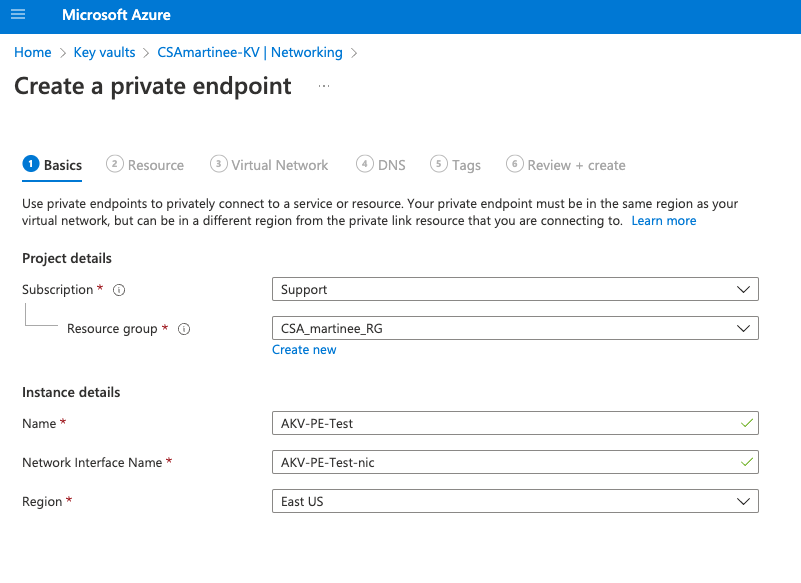 Microsoft Azure
Home > Key vaults > CSAmartinee-KV | Networking >
Create a private endpoint ...
1 Basics 2 Resource 3 Virtual Network 4 DNS 5 Tags 6 Review + create
Use private endpoints to privately connect to a service or resource. Your private endpoint must be in the same region as your
virtual network, but can be in a different region from the private link resource that you are connecting to. Learn more
Project details
Subscription * Support
Resource group * CSA_martinee_RG
Create new
Instance details
Name * AKV-PE-Test
Network Interface Name * AKV-PE-Test-nic
Region * East US